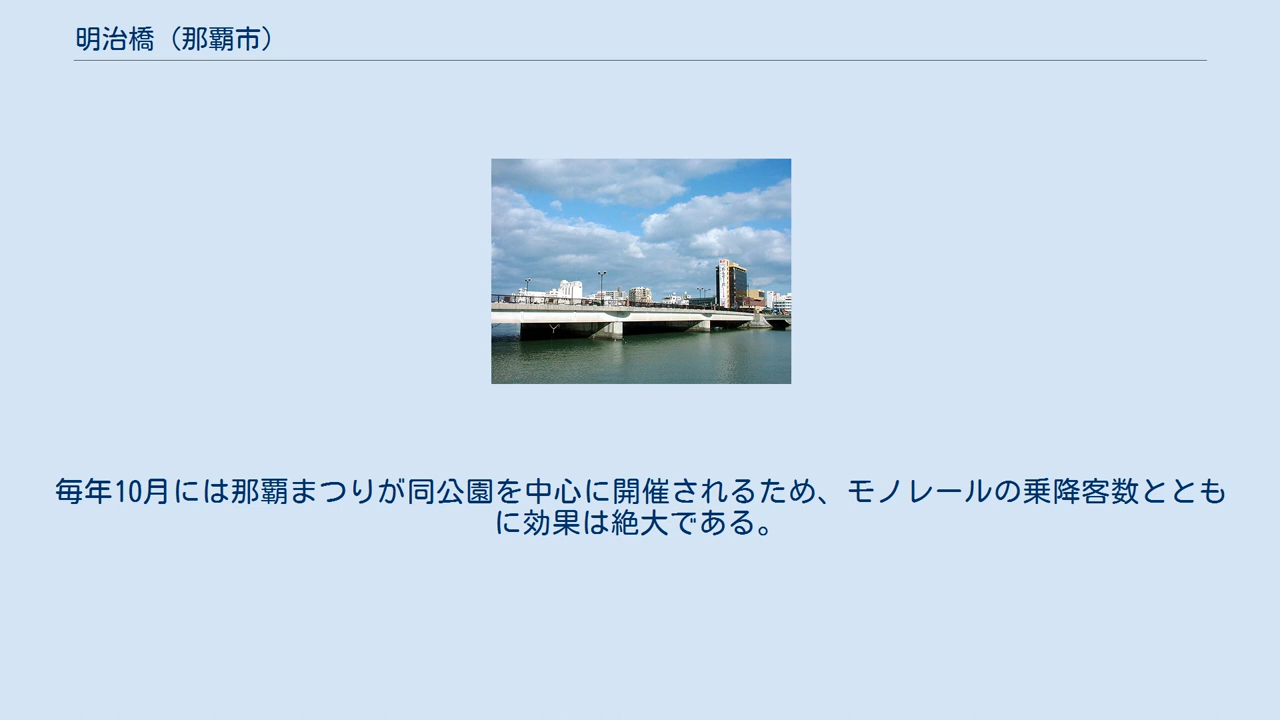 明治橋（那覇市）
毎年10月には那覇まつりが同公園を中心に開催されるため、モノレールの乗降客数ととも
に効果は絶大である。